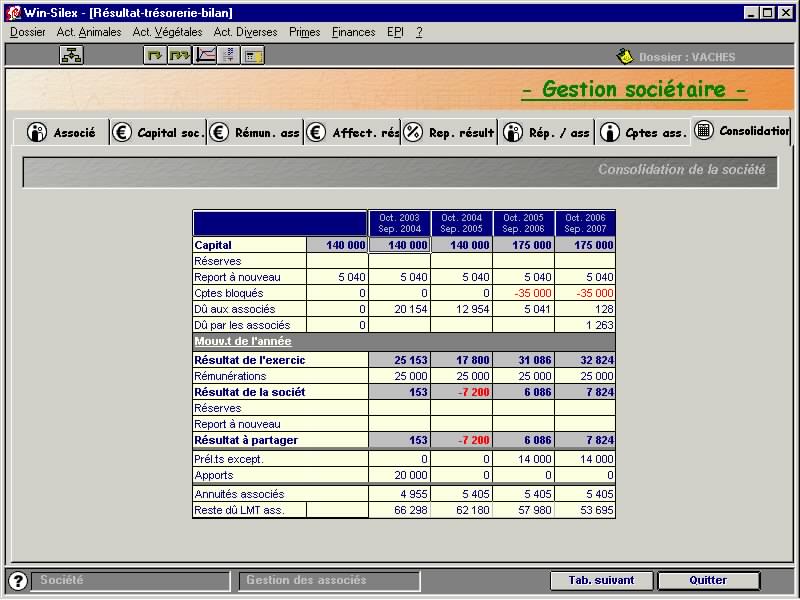 Win-Silex - [Résultat-trésorerie-bilan]
Dossier Act. Animales Act. Végétales Act. Diverses Primes Finances EPI ?
Dossier : VACHES
- Gestion sociétaire -
Associé Capital soc. Rémun. ass Affect. rés Rep. résult Rép. / ass Cptes ass. Consolidation
Consolidation de la société
Oct. 2003 Oct. 2004 Oct. 2005 Oct. 2006
Sep. 2004 Sep. 2005 Sep. 2006 Sep. 2007
Capital 140 000 140 000 140 000 175 000 175 000
Réserves
Report à nouveau 5 040 5 040 5 040 5 040 5 040
Cptes bloqués 0 0 0 -35 000 -35 000
Dû aux associés 0 20 154 12 954 5 041 128
Dû par les associés 0 1 263
Mouv.t de l'année
Résultat de l'exercic 25 153 17 800 31 086 32 824
Rémunérations 25 000 25 000 25 000 25 000
Résultat de la sociét 153 -7 200 6 086 7 824
Réserves
Report à nouveau
Résultat à partager 153 -7 200 6 086 7 824
Prél.ts except. 0 0 14 000 14 000
Apports 20 000 0 0 0
Annuités associés 4 955 5 405 5 405 5 405
Reste dû LMT ass. 66 298 62 180 57 980 53 695
? Société Gestion des associés Tab. suivant Quitter